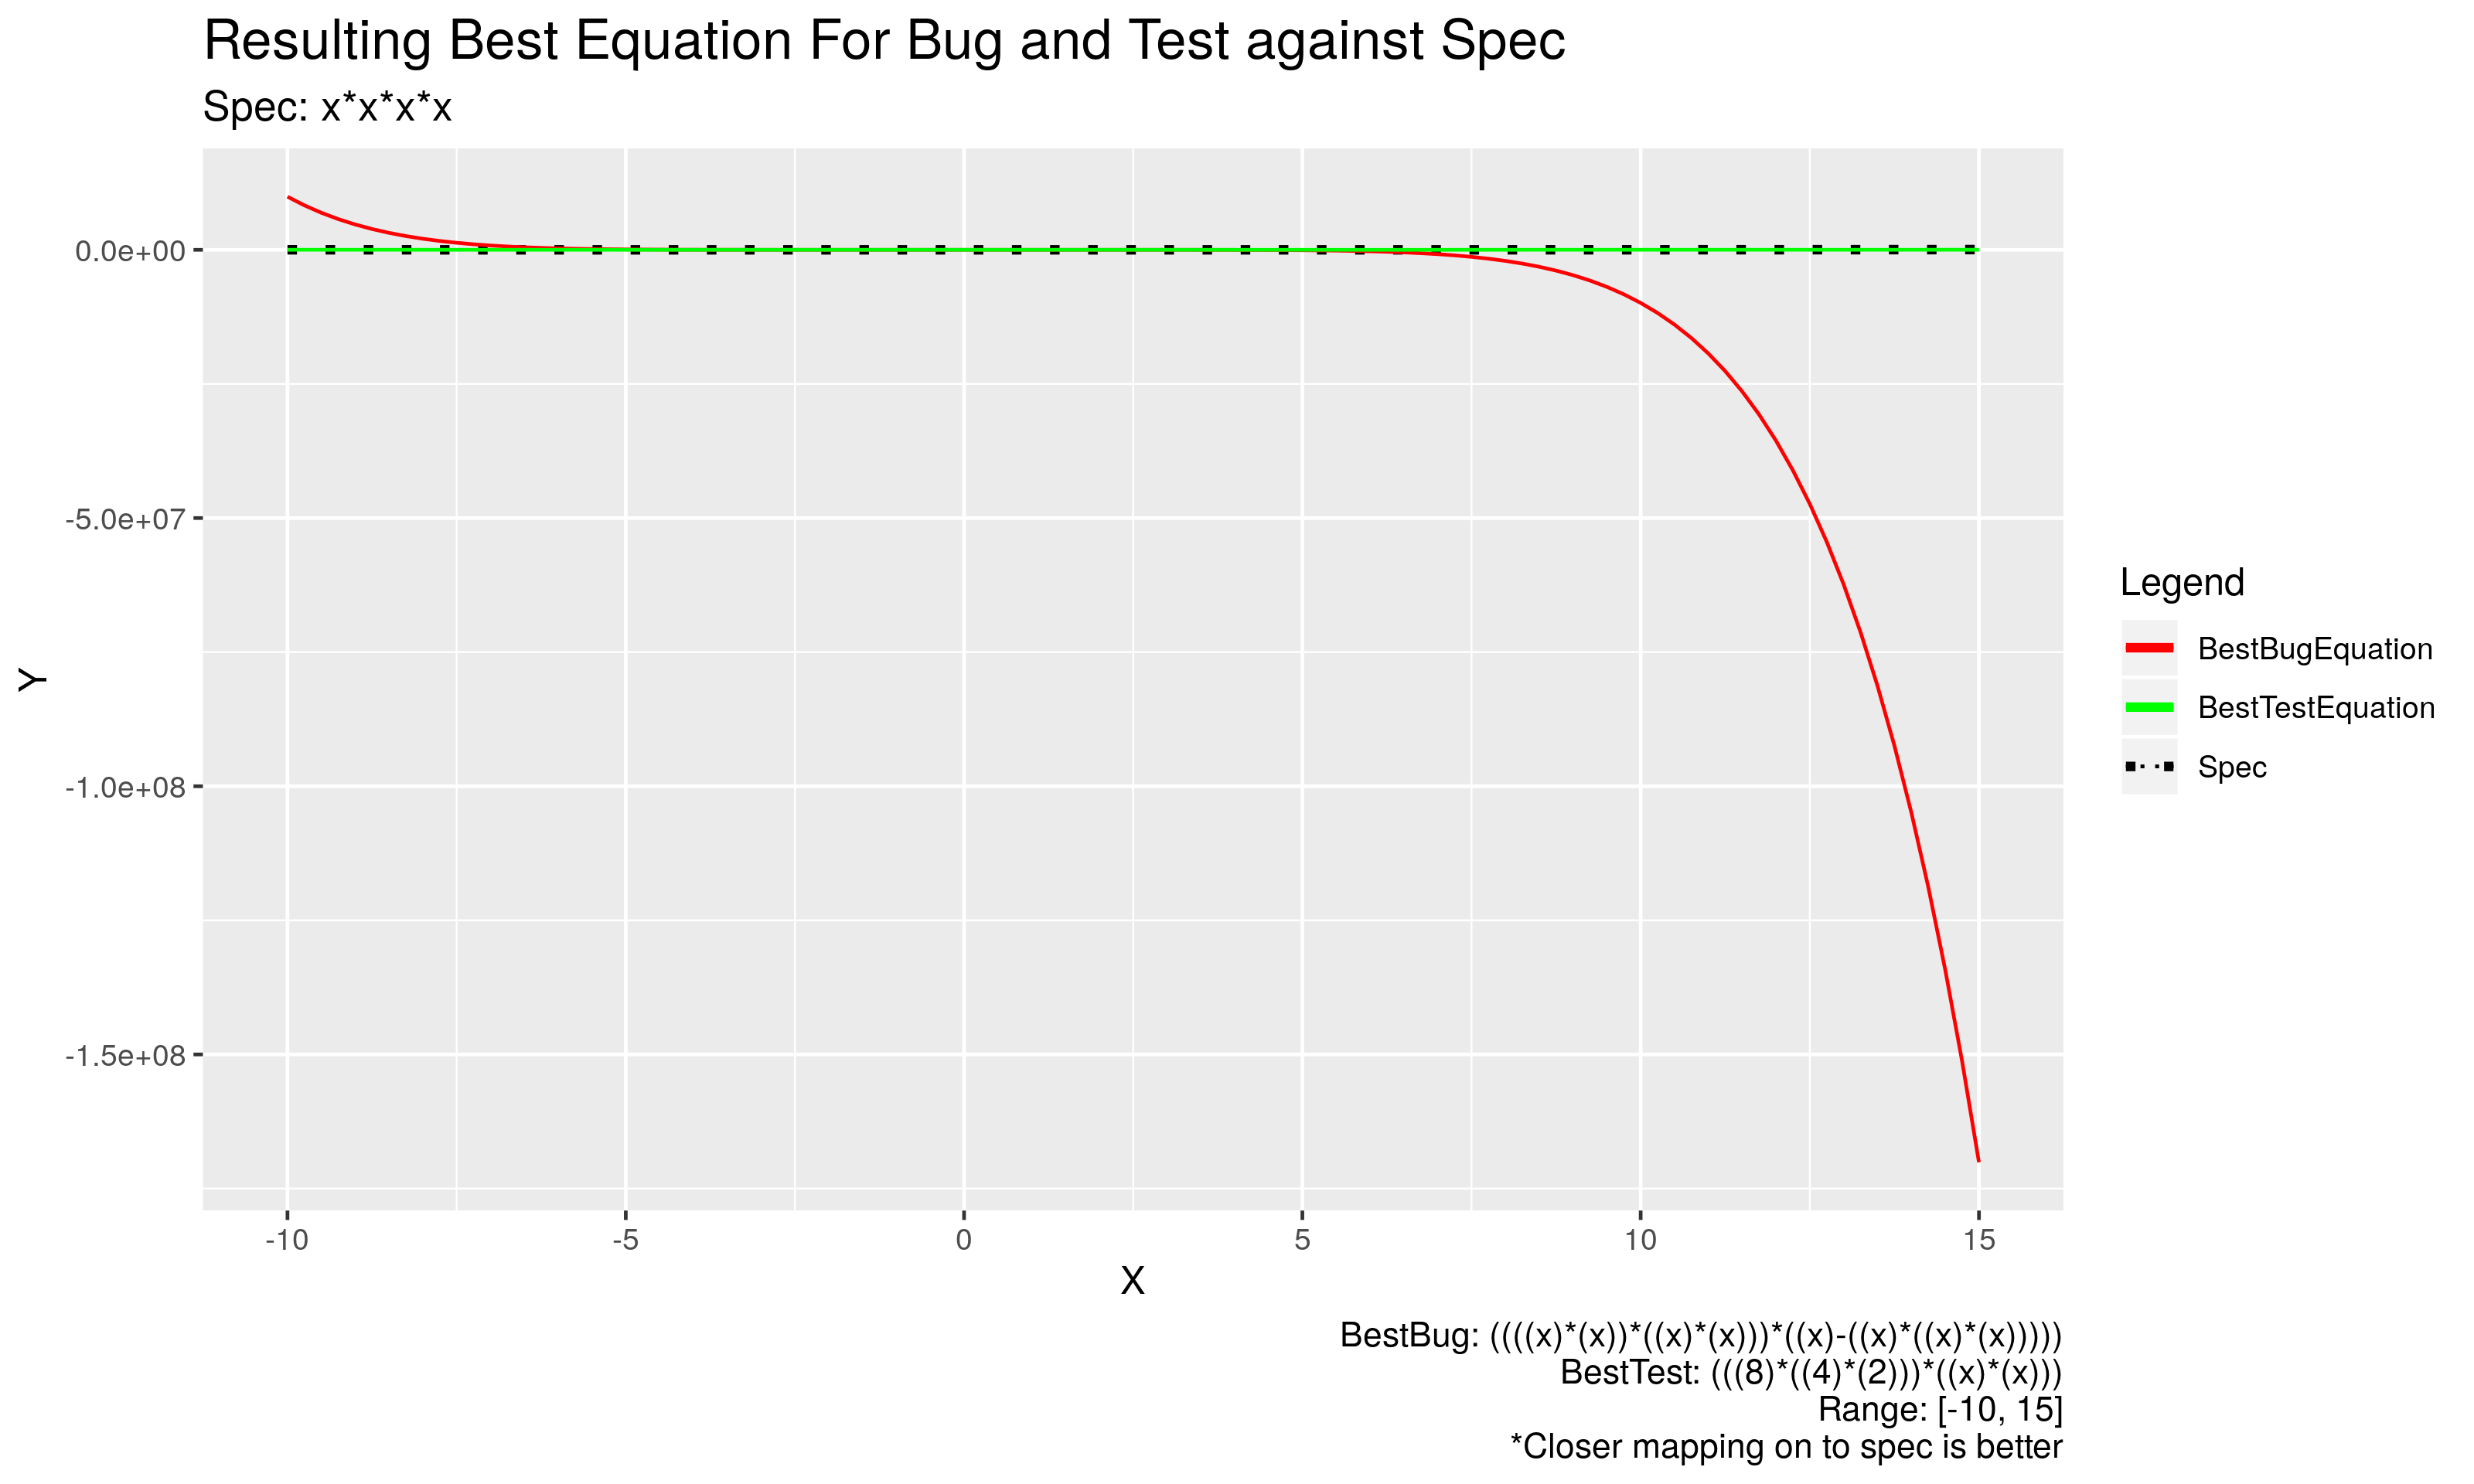 Resulting Best Equation For Bug and Test against Spec
Spec: x*x*x*x
0.0e+00
-5.0e+07
-1.0e+08
-1.5e+08
Y
-10
-5
0
5
10
15
X
Legend
BestBugEquation
BestTestEquation
Spec
BestBug: ((((x)*(x))*((x)*(x)))*((x)-((x)*((x)*(x)))))
BestTest: (((8)*((4)*(2)))*((x)*(x)))
Range: [-10, 15]
*Closer mapping on to spec is better